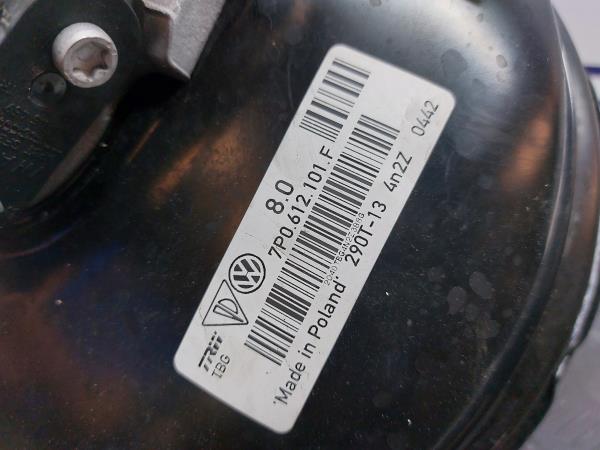 8.0
7P0.612.101.F
TRW
TBG
Made in Poland 290T-13 4n2Z 0442